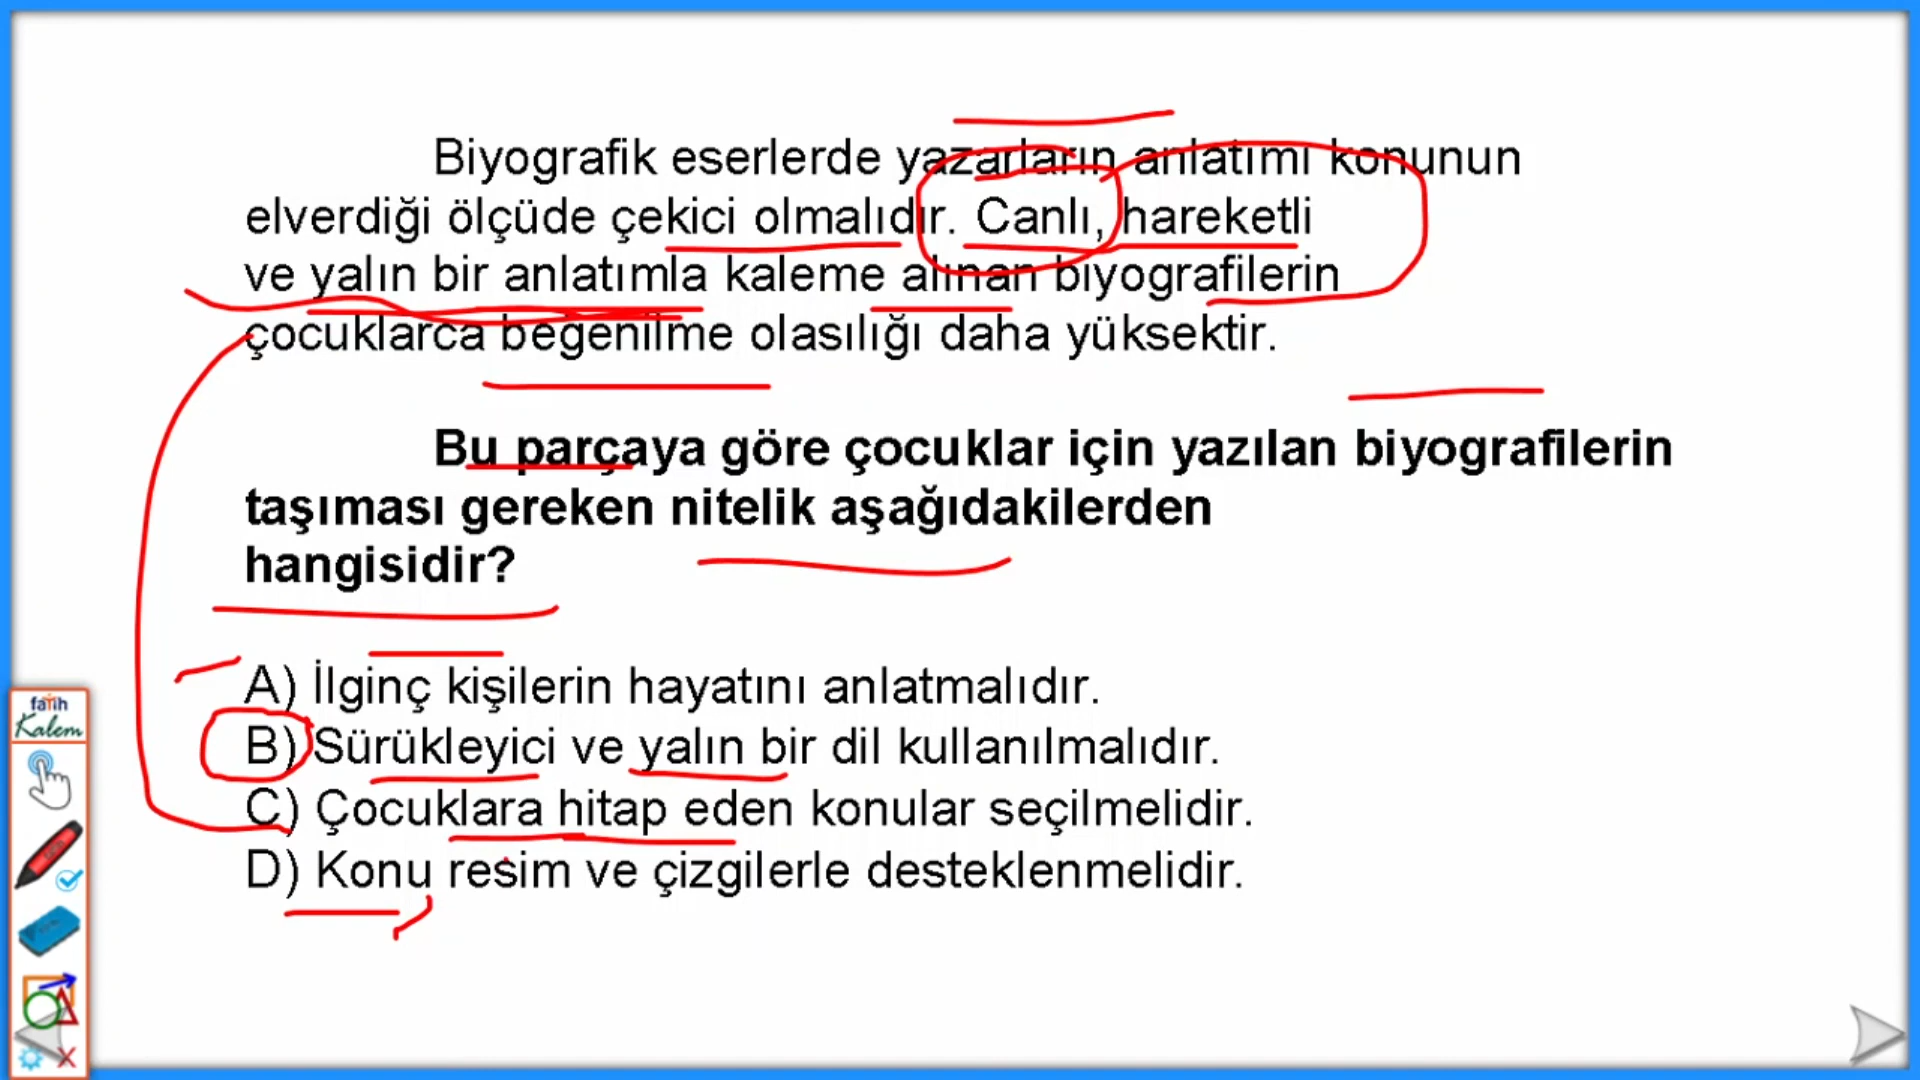 Biyografik eserlerde yazarların anlatımı konunun
elverdiği ölçüde çekici olmalıdır. Canlı, hareketli
ve yalın bir anlatımla kaleme alınan biyografilerin
çocuklarca beğenilme olasılığı daha yüksektir.
Bu parçaya göre çocuklar için yazılan biyografilerin
taşıması gereken nitelik aşağıdakilerden
hangisidir?
A) İlginç kişilerin hayatını anlatmalıdır.
B) Sürükleyici ve yalın bir dil kullanılmalıdır.
C) Çocuklara hitap eden konular seçilmelidir.
D) Konu resim ve çizgilerle desteklenmelidir.
fatih
Kalem